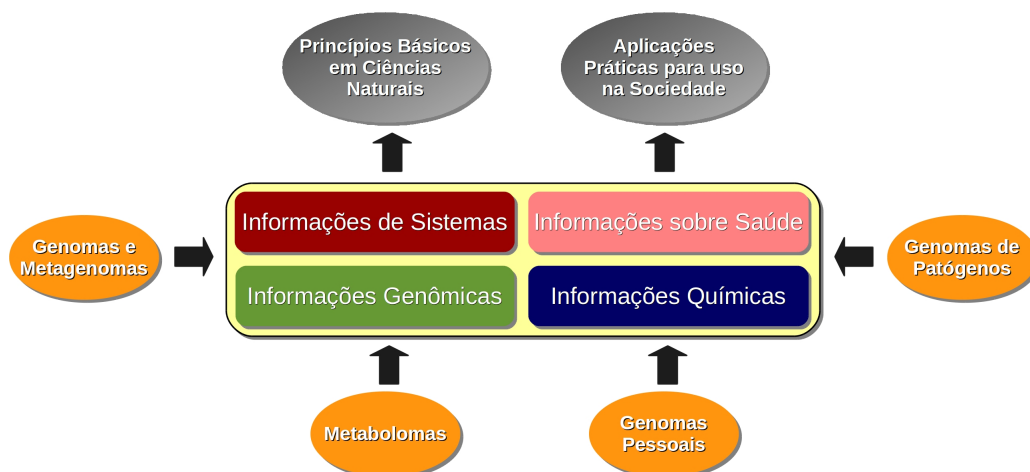 Princípios Básicos
em Ciências
Naturais
Aplicações
Práticas para uso
na Sociedade
Informações de Sistemas
Informações sobre Saúde
Genomas e
Metagenomas
Genomas de
Patógenos
Informações Genômicas
Informações Químicas
Metabolomas
Genomas
Pessoais